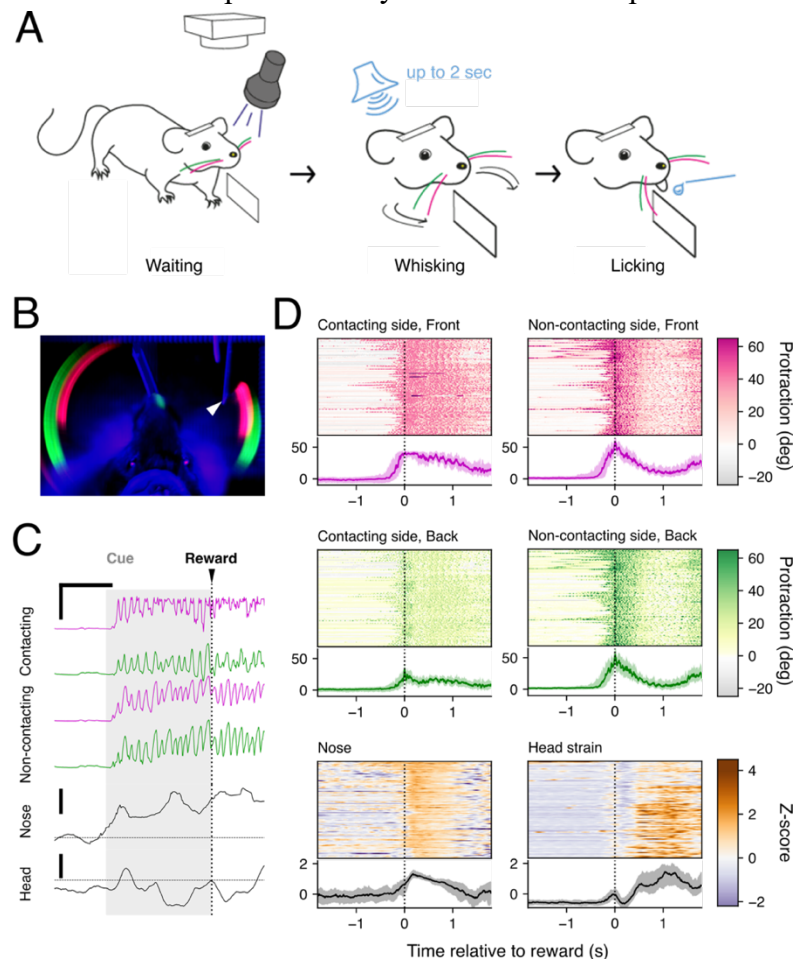 A
up to 2 sec
Waiting
Whisking
Licking
B
C
Cue
Reward
Contacting
Non-contacting
Nose
Head
D
Contacting side, Front
Non-contacting side, Front
50
0
50
0
−1 0 1
−1 0 1
60
40
20
0
−20
Protraction (deg)
Contacting side, Back
Non-contacting side, Back
50
0
50
0
−1 0 1
−1 0 1
60
40
20
0
−20
Protraction (deg)
Nose
Head strain
2
0
2
0
−1 0 1
−1 0 1
4
2
0
−2
Z-score
Time relative to reward (s)